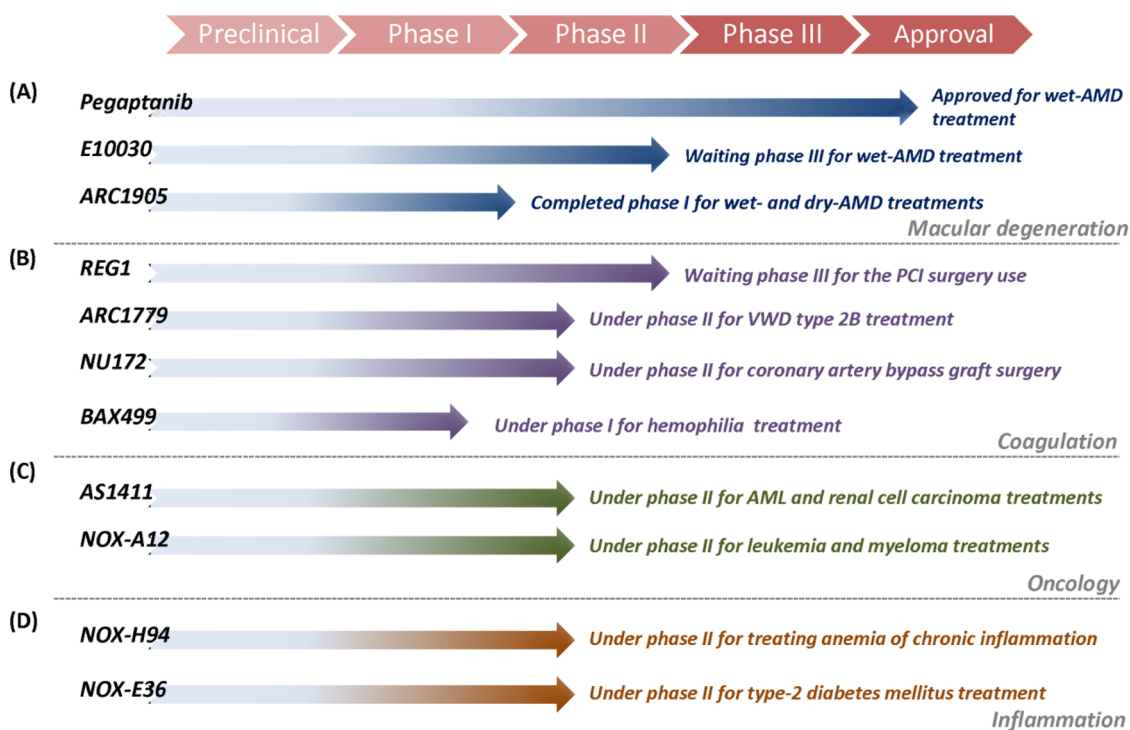 Preclinical Phase I Phase II Phase III Approval
(A)
Pegaptanib
Approved for wet-AMD
treatment
E10030
Waiting phase III for wet-AMD treatment
ARC1905
Completed phase I for wet- and dry-AMD treatments
Macular degeneration
(B)
REG1
Waiting phase III for the PCI surgery use
ARC1779
Under phase II for VWD type 2B treatment
NU172
Under phase II for coronary artery bypass graft surgery
BAX499
Under phase I for hemophilia treatment
Coagulation
(C)
AS1411
Under phase II for AML and renal cell carcinoma treatments
NOX-A12
Under phase II for leukemia and myeloma treatments
Oncology
(D)
NOX-H94
Under phase II for treating anemia of chronic inflammation
NOX-E36
Under phase II for type-2 diabetes mellitus treatment
Inflammation